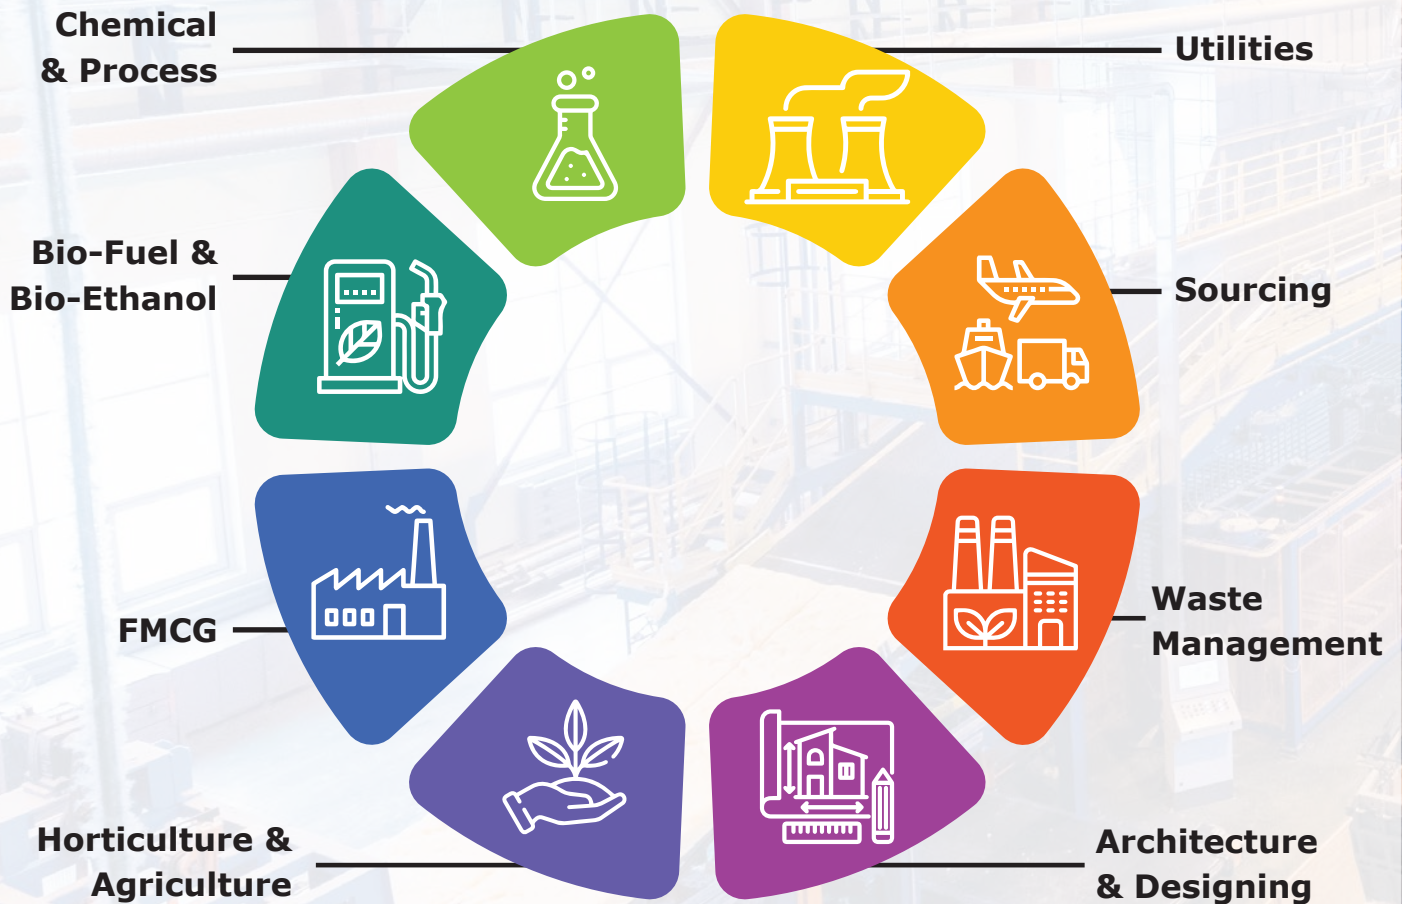 Chemical
& Process
Utilities
Bio-Fuel &
Bio-Ethanol
Sourcing
FMCG
Waste
Management
Horticulture &
Agriculture
Architecture
& Designing